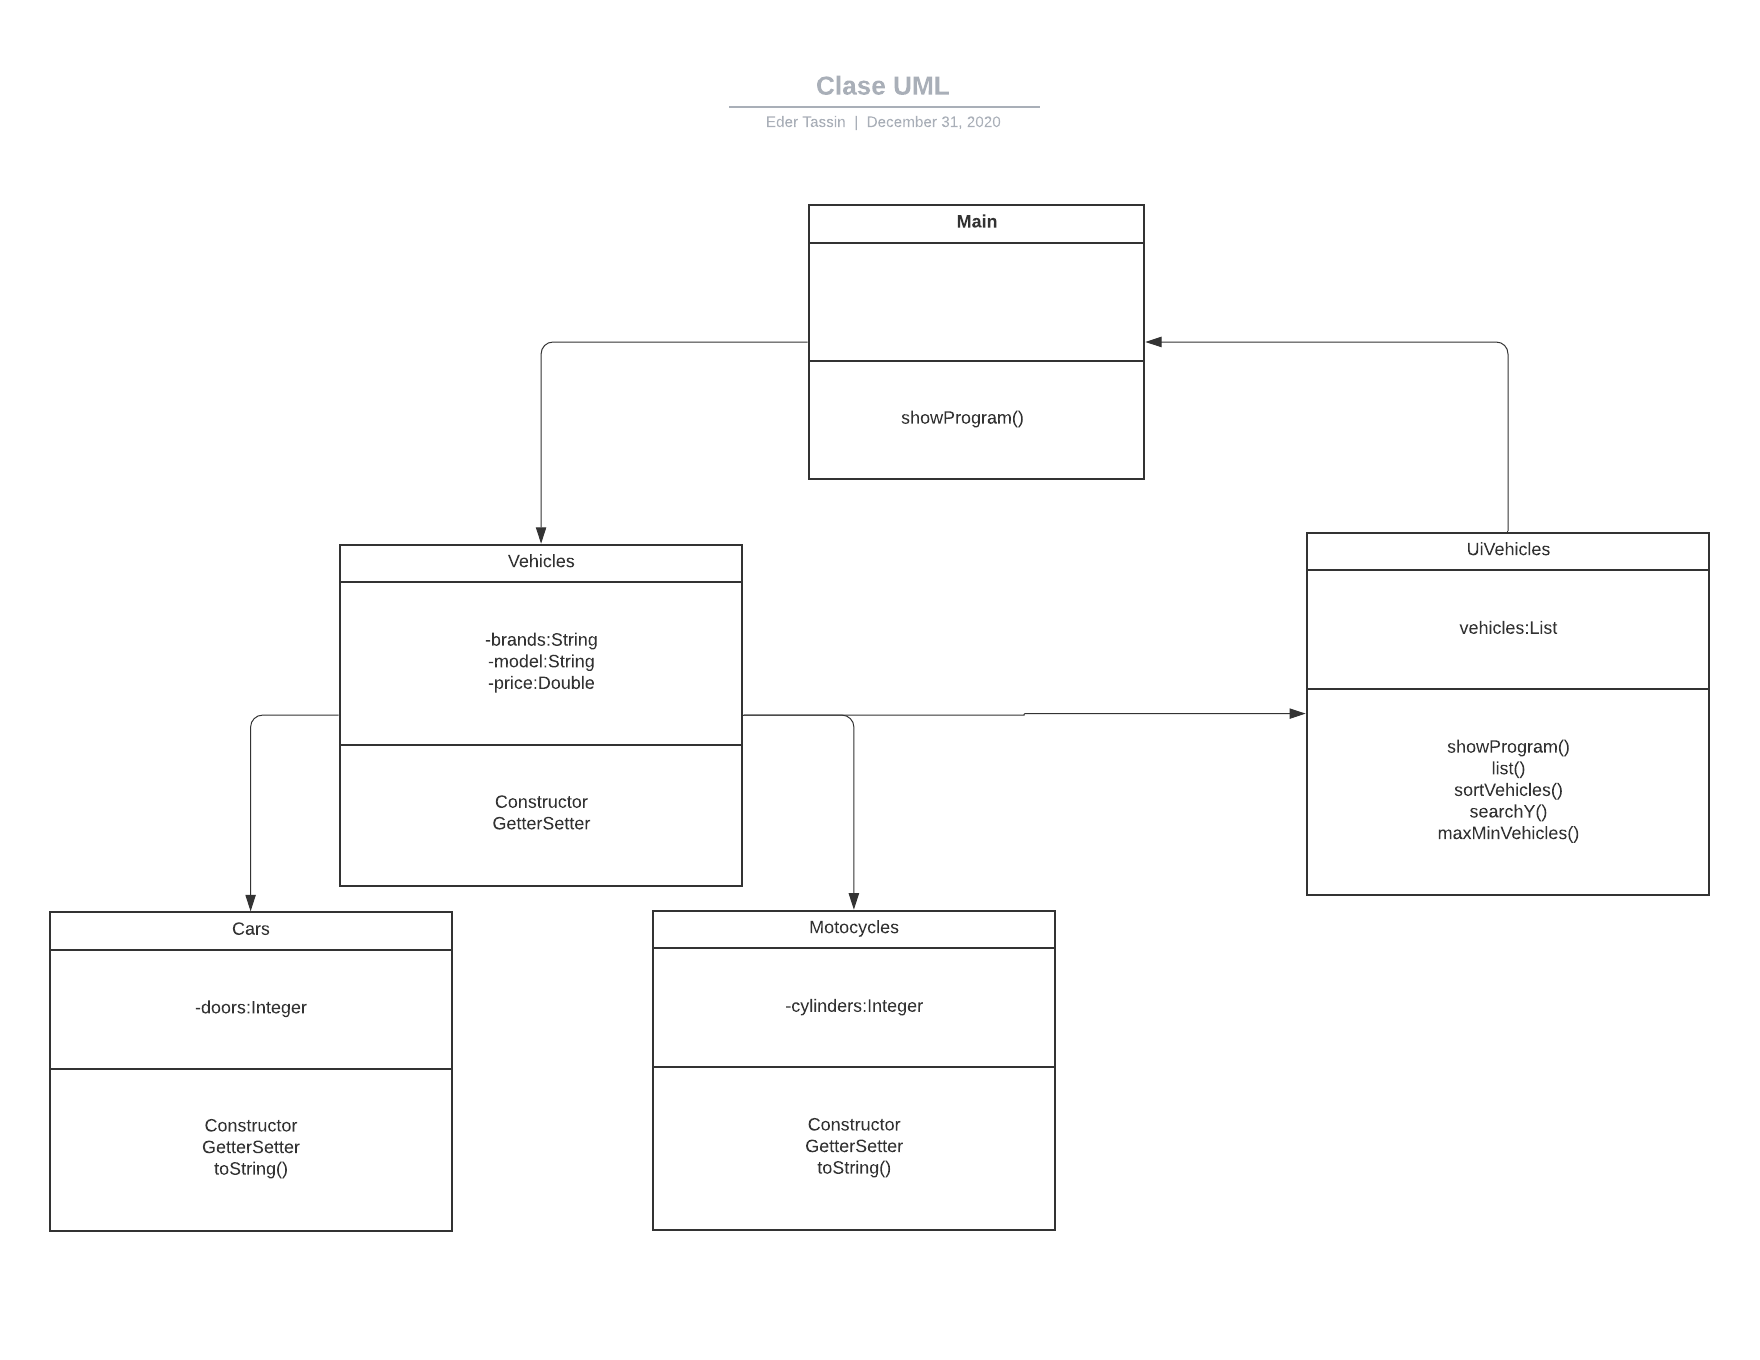 Clase UML
Eder Tassin | December 31, 2020
Main
showProgram()
Vehicles
-brands:String
-model:String
-price:Double
Constructor
GetterSetter
UiVehicles
vehicles:List
showProgram()
list()
sortVehicles()
searchY()
maxMinVehicles()
Cars
-doors:Integer
Constructor
GetterSetter
toString()
Motocycles
-cylinders:Integer
Constructor
GetterSetter
toString()